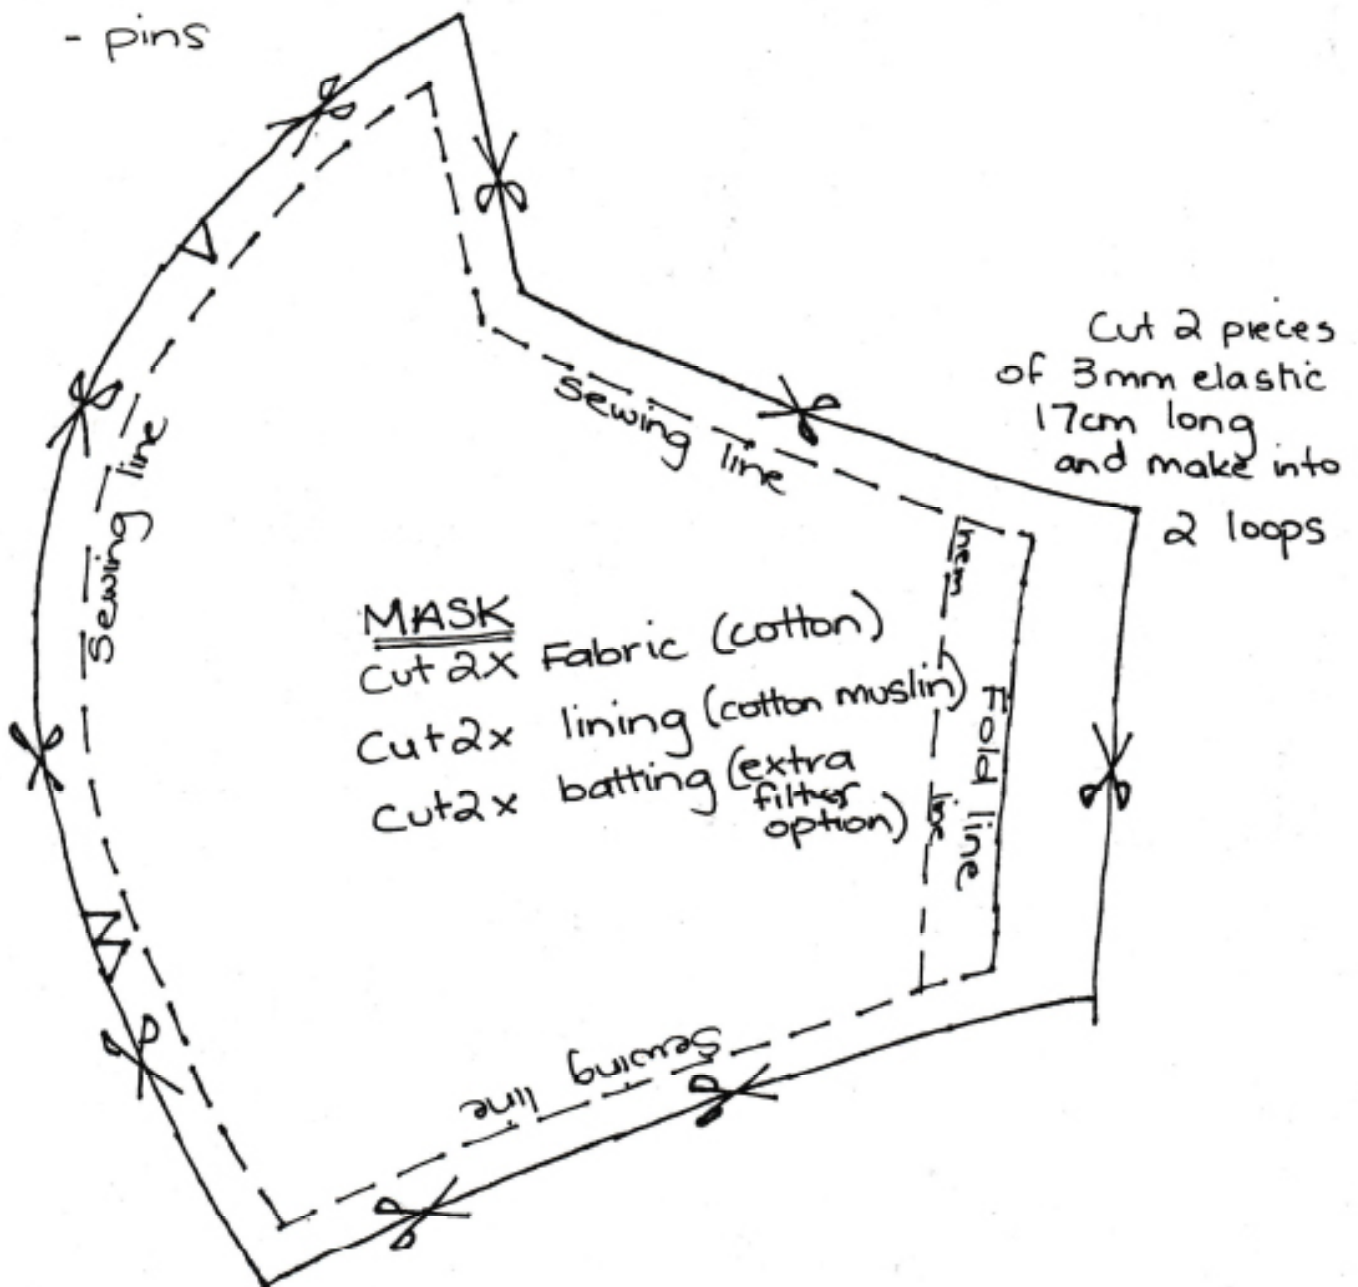 - pins
Cut 2 pieces
of 3mm elastic
17cm long
and make into
2 loops
Sewing line
Sewing line
hem line
Fold line
MASK
Cut 2x Fabric (cotton)
Cut 2x lining (cotton muslin)
Cut 2x batting (extra
filter
option)
Sewing line